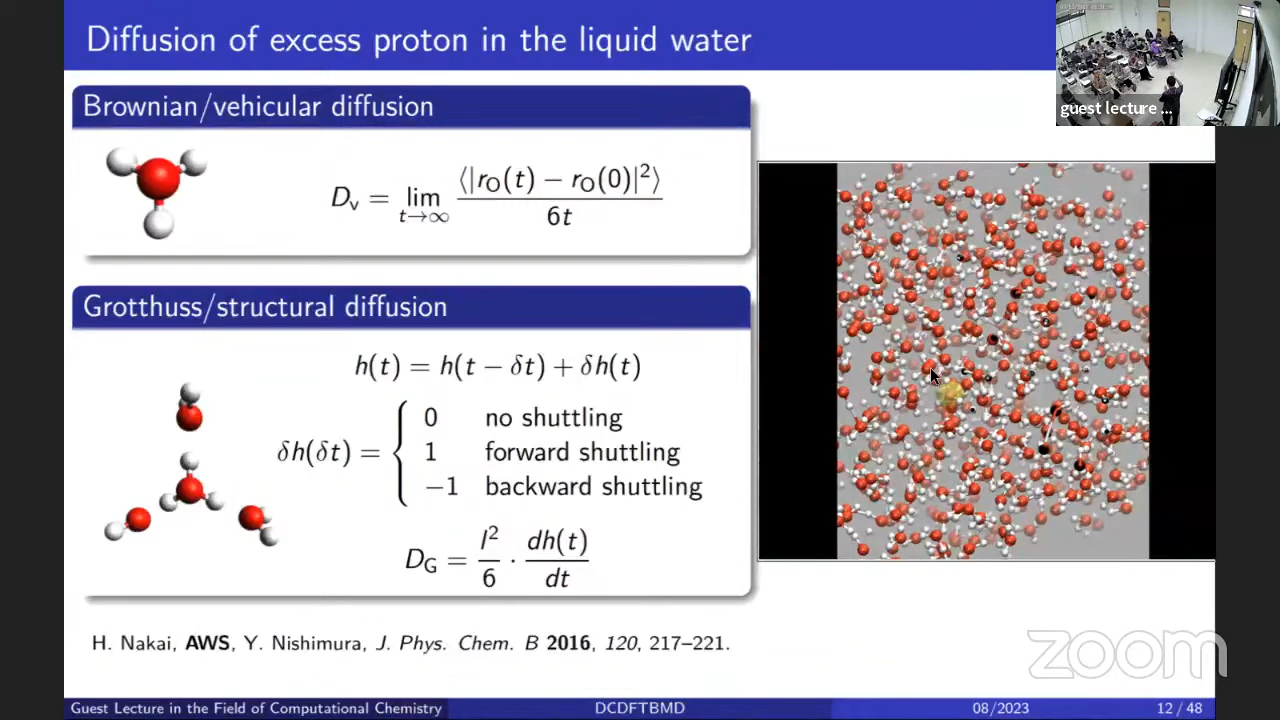 Diffusion of excess proton in the liquid water
guest lecture ...
Brownian/vehicular diffusion
D_v = lim_{t→∞} ⟨|r_O(t) − r_O(0)|²⟩ / 6t
Grotthuss/structural diffusion
h(t) = h(t − δt) + δh(t)
δh(δt) = { 0 no shuttling
1 forward shuttling
−1 backward shuttling
D_G = l²/6 · dh(t)/dt
H. Nakai, AWS, Y. Nishimura, J. Phys. Chem. B 2016, 120, 217–221.
zoom
Guest Lecture in the Field of Computational Chemistry DCDFTBMD 08/2023 12 / 48